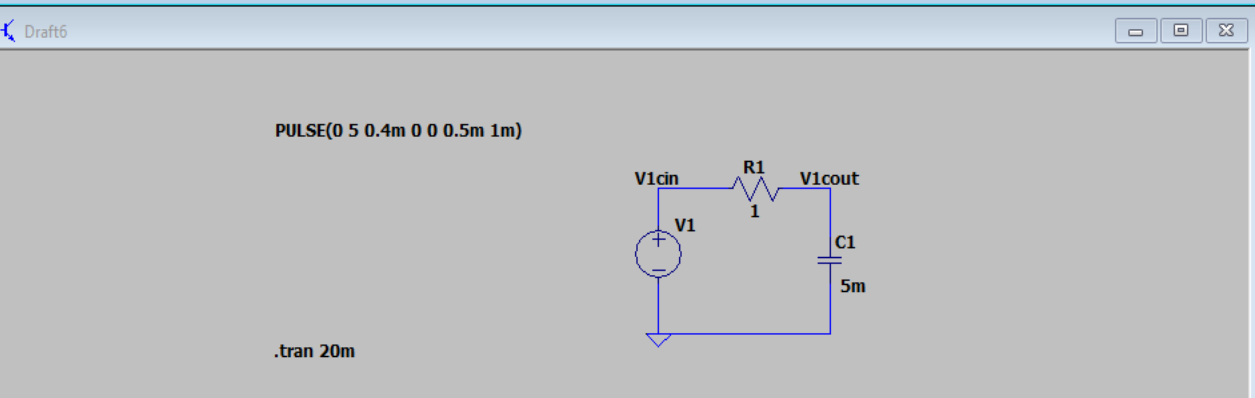 Draft6
PULSE(0 5 0.4m 0 0 0.5m 1m)
V1cin
R1
V1cout
1
V1
C1
5m
.tran 20m